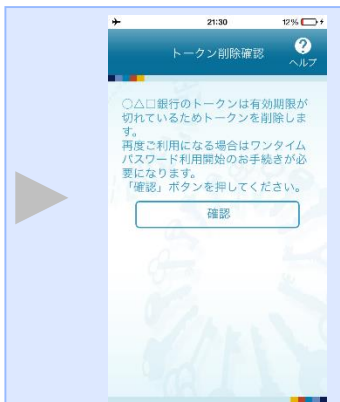 21:30
12%
トークン削除確認
?
ヘルプ
○△□銀行のトークンは有効期限が
切れているためトークンを削除しま
す。
再度ご利用になる場合はワンタイム
パスワード利用開始のお手続きが必
要になります。
「確認」ボタンを押してください。
確認